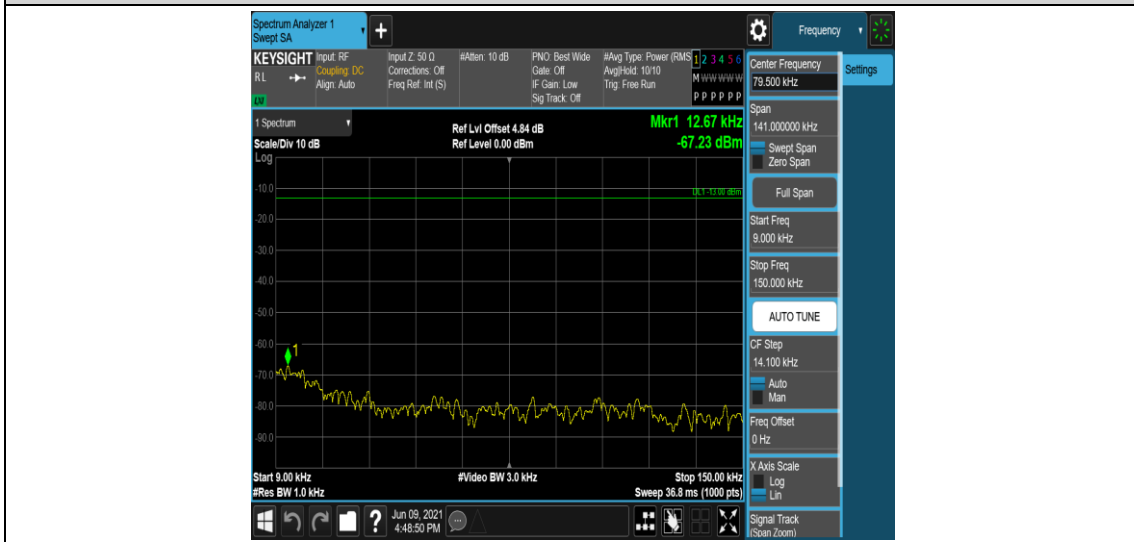 Spectrum Analyzer 1
Swept SA
+
Frequency
KEYSIGHT
RL
LXI
Input: RF
Coupling: DC
Align: Auto
Input Z: 50 Ω
Corrections: Off
Freq Ref: Int (S)
#Atten: 10 dB
PNO: Best Wide
Gate: Off
IF Gain: Low
Sig Track: Off
#Avg Type: Power (RMS
Avg|Hold: 10/10
Trig: Free Run
1 2 3 4 5 6
M W W W W W
P P P P P P
1 Spectrum
Scale/Div 10 dB
Log
Ref Lvl Offset 4.84 dB
Ref Level 0.00 dBm
Mkr1 12.67 kHz
-67.23 dBm
-10.0
DL1 -13.00 dBm
-20.0
-30.0
-40.0
-50.0
-60.0
1
-70.0
-80.0
-90.0
Start 9.00 kHz
#Res BW 1.0 kHz
#Video BW 3.0 kHz
Stop 150.00 kHz
Sweep 36.8 ms (1000 pts)
Center Frequency
79.500 kHz
Settings
Span
141.000000 kHz
Swept Span
Zero Span
Full Span
Start Freq
9.000 kHz
Stop Freq
150.000 kHz
AUTO TUNE
CF Step
14.100 kHz
Auto
Man
Freq Offset
0 Hz
X Axis Scale
Log
Lin
Signal Track
(Span Zoom)
?
Jun 09, 2021
4:48:50 PM